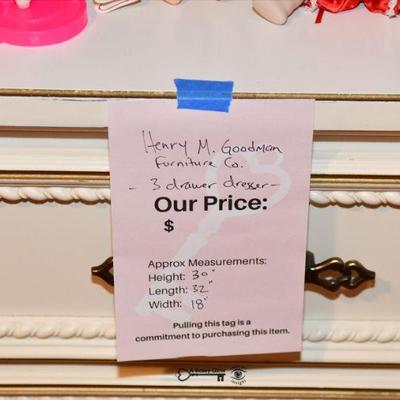 Henry M. Goodman
Furniture Co.
- 3 drawer dresser -
Our Price:
$
Approx Measurements:
Height: 30"
Length: 32"
Width: 18"
Pulling this tag is a
commitment to purchasing this item.